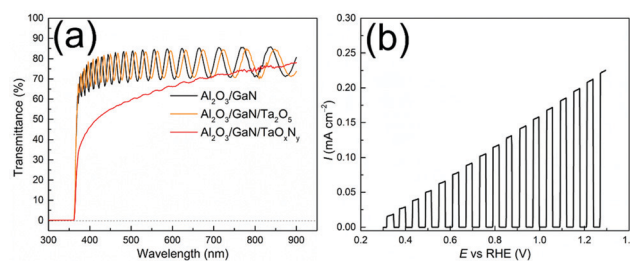 (a)
Transmittance (%)
100
90
80
70
60
50
40
30
20
10
0
Al2O3/GaN
Al2O3/GaN/Ta2O5
Al2O3/GaN/TaOxNy
300 400 500 600 700 800 900
Wavelength (nm)
(b)
I (mA cm⁻²)
0.30
0.25
0.20
0.15
0.10
0.05
0.00
0.4 0.6 0.8 1.0 1.2 1.
E vs RHE (V)